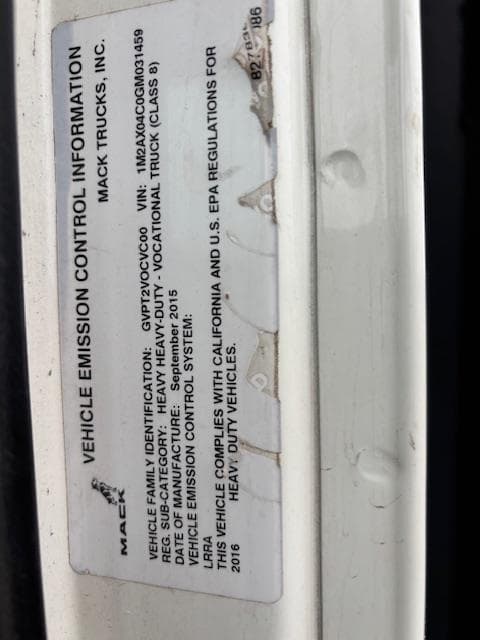 VEHICLE EMISSION CONTROL INFORMATION
MACK TRUCKS, INC.
MACK
VEHICLE FAMILY IDENTIFICATION: GVPT2VOCVC00 VIN: 1M2AX04C0GM031459
REG. SUB-CATEGORY: HEAVY HEAVY-DUTY - VOCATIONAL TRUCK (CLASS 8)
DATE OF MANUFACTURE: September 2015
VEHICLE EMISSION CONTROL SYSTEM:
LRRA
THIS VEHICLE COMPLIES WITH CALIFORNIA AND U.S. EPA REGULATIONS FOR
2016 HEAVY DUTY VEHICLES.